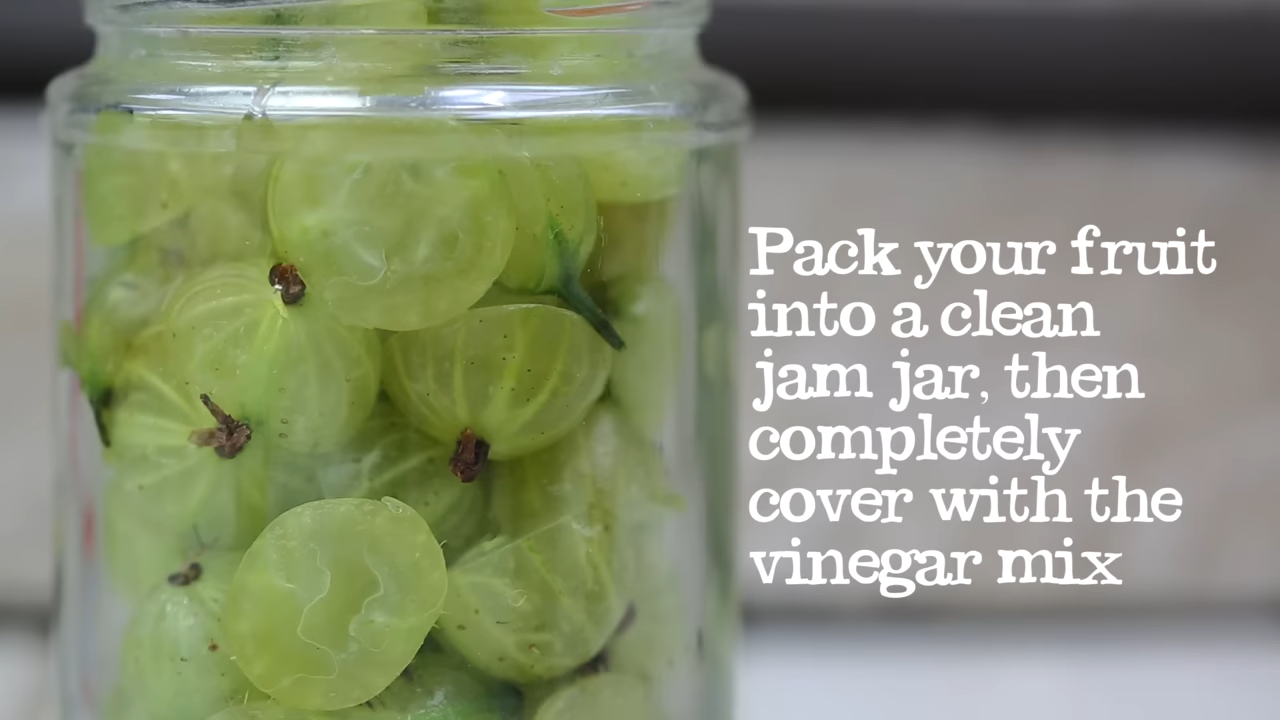 Pack your fruit
into a clean
jam jar, then
completely
cover with the
vinegar mix